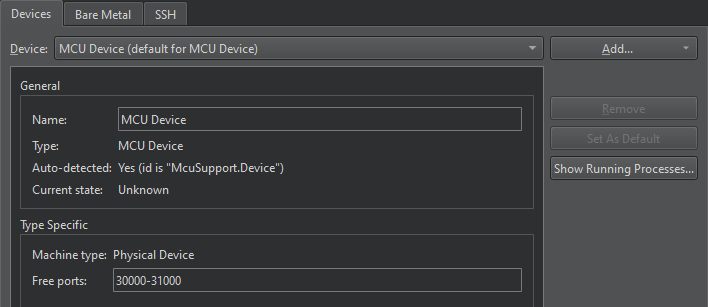 Devices Bare Metal SSH
Device: MCU Device (default for MCU Device) Add...
General
Name: MCU Device Remove
Type: MCU Device Set As Default
Auto-detected: Yes (id is "McuSupport.Device") Show Running Processes...
Current state: Unknown
Type Specific
Machine type: Physical Device
Free ports: 30000-31000